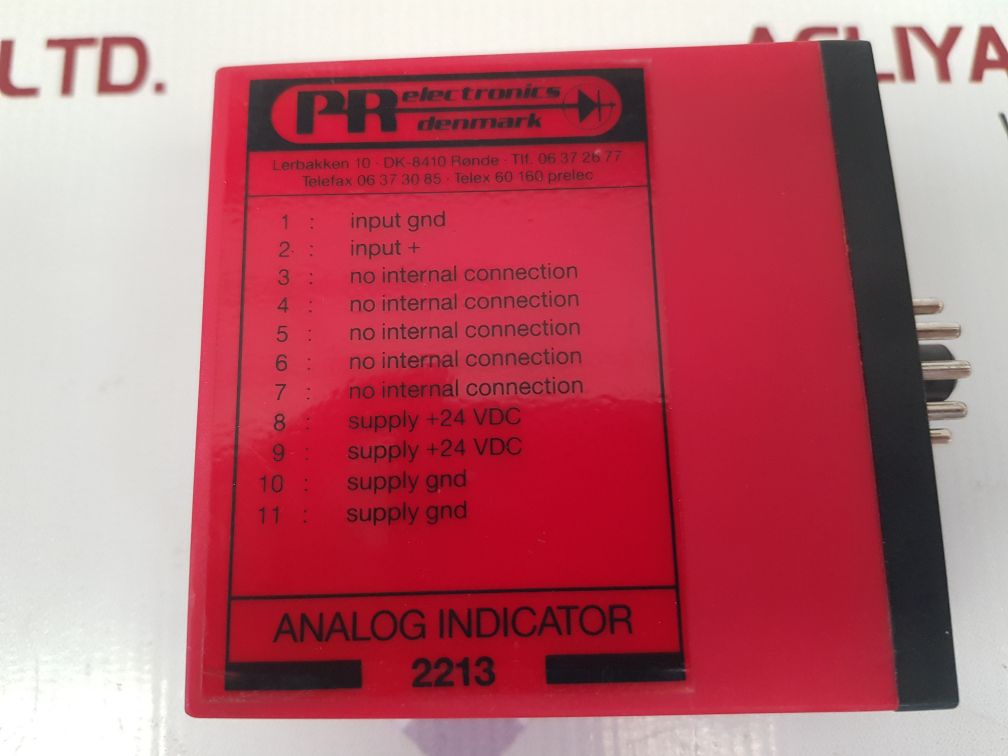 LTD.
AGLIYA
PR electronics
denmark
Lerbakken 10 · DK-8410 Rønde · Tlf. 06 37 26 77
Telefax 06 37 30 85 · Telex 60 160 prelec
1 : input gnd
2 : input +
3 : no internal connection
4 : no internal connection
5 : no internal connection
6 : no internal connection
7 : no internal connection
8 : supply +24 VDC
9 : supply +24 VDC
10 : supply gnd
11 : supply gnd
ANALOG INDICATOR
2213